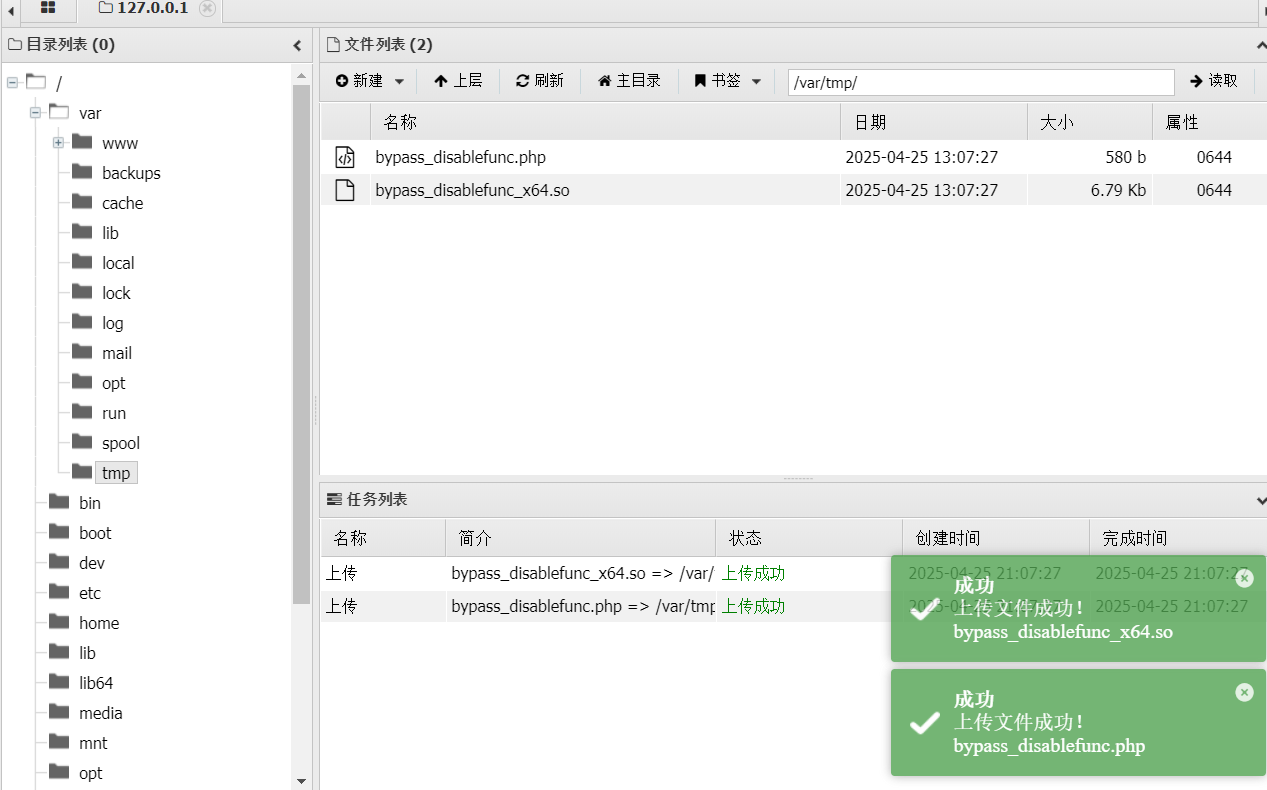 127.0.0.1
目录列表 (0)
/
var
www
backups
cache
lib
local
lock
log
mail
opt
run
spool
tmp
bin
boot
dev
etc
home
lib
lib64
media
mnt
opt
文件列表 (2)
新建 上层 刷新 主目录 书签 /var/tmp/ 读取
名称 日期 大小 属性
bypass_disablefunc.php 2025-04-25 13:07:27 580 b 0644
bypass_disablefunc_x64.so 2025-04-25 13:07:27 6.79 Kb 0644
任务列表
名称 简介 状态 创建时间 完成时间
上传 bypass_disablefunc_x64.so => /var/ 上传成功 2025-04-25 21:07:27 2025-04-25 21:07:27
上传 bypass_disablefunc.php => /var/tmp 上传成功 2025-04-25 21:07:27 2025-04-25 21:07:27
成功
上传文件成功！
bypass_disablefunc_x64.so
成功
上传文件成功！
bypass_disablefunc.php